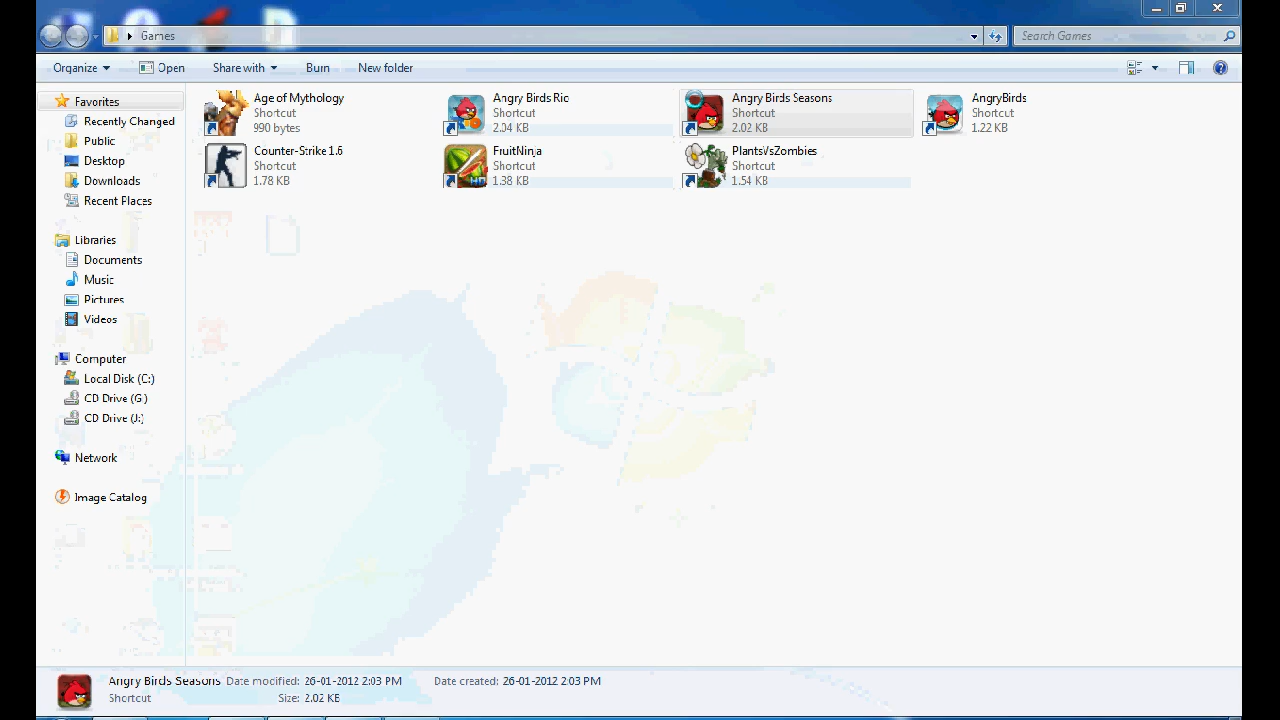 Games
Search Games
Organize Open Share with Burn New folder
Favorites
Recently Changed
Public
Desktop
Downloads
Recent Places
Libraries
Documents
Music
Pictures
Videos
Computer
Local Disk (C:)
CD Drive (G:)
CD Drive (J:)
Network
Image Catalog
Age of Mythology
Shortcut
990 bytes
Angry Birds Rio
Shortcut
2.04 KB
Angry Birds Seasons
Shortcut
2.02 KB
AngryBirds
Shortcut
1.22 KB
Counter-Strike 1.6
Shortcut
1.78 KB
FruitNinja
Shortcut
1.38 KB
HD
PlantsVsZombies
Shortcut
1.54 KB
Angry Birds Seasons Date modified: 26-01-2012 2:03 PM Date created: 26-01-2012 2:03 PM
Shortcut Size: 2.02 KB